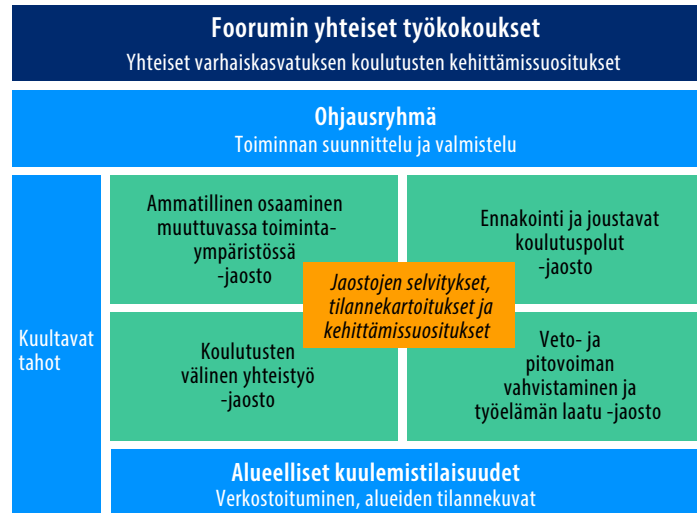 Foorumin yhteiset työkokoukset
Yhteiset varhaiskasvatuksen koulutusten kehittämissuositukset
Ohjausryhmä
Toiminnan suunnittelu ja valmistelu
Kuultavat
tahot
Ammatillinen osaaminen
muuttuvassa toiminta-
ympäristössä
-jaosto
Ennakointi ja joustavat
koulutuspolut
-jaosto
Jaostojen selvitykset,
tilannekartoitukset ja
kehittämissuositukset
Koulutusten
välinen yhteistyö
-jaosto
Veto- ja
pitovoiman
vahvistaminen ja
työelämän laatu -jaosto
Alueelliset kuulemistilaisuudet
Verkostoituminen, alueiden tilannekuvat